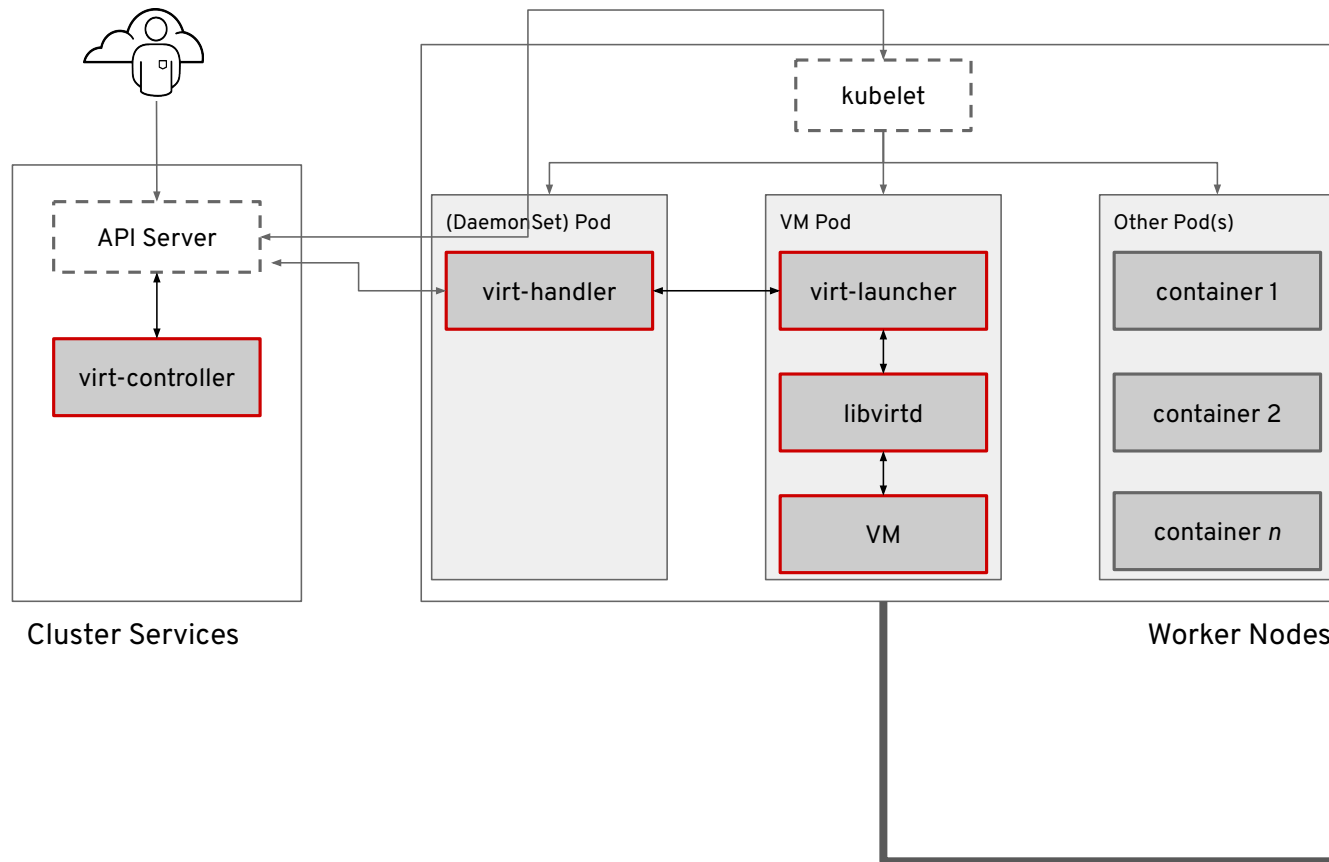 kubelet
API Server
virt-controller
Cluster Services
(DaemonSet) Pod
virt-handler
VM Pod
virt-launcher
libvirtd
VM
Other Pod(s)
container 1
container 2
container n
Worker Nodes